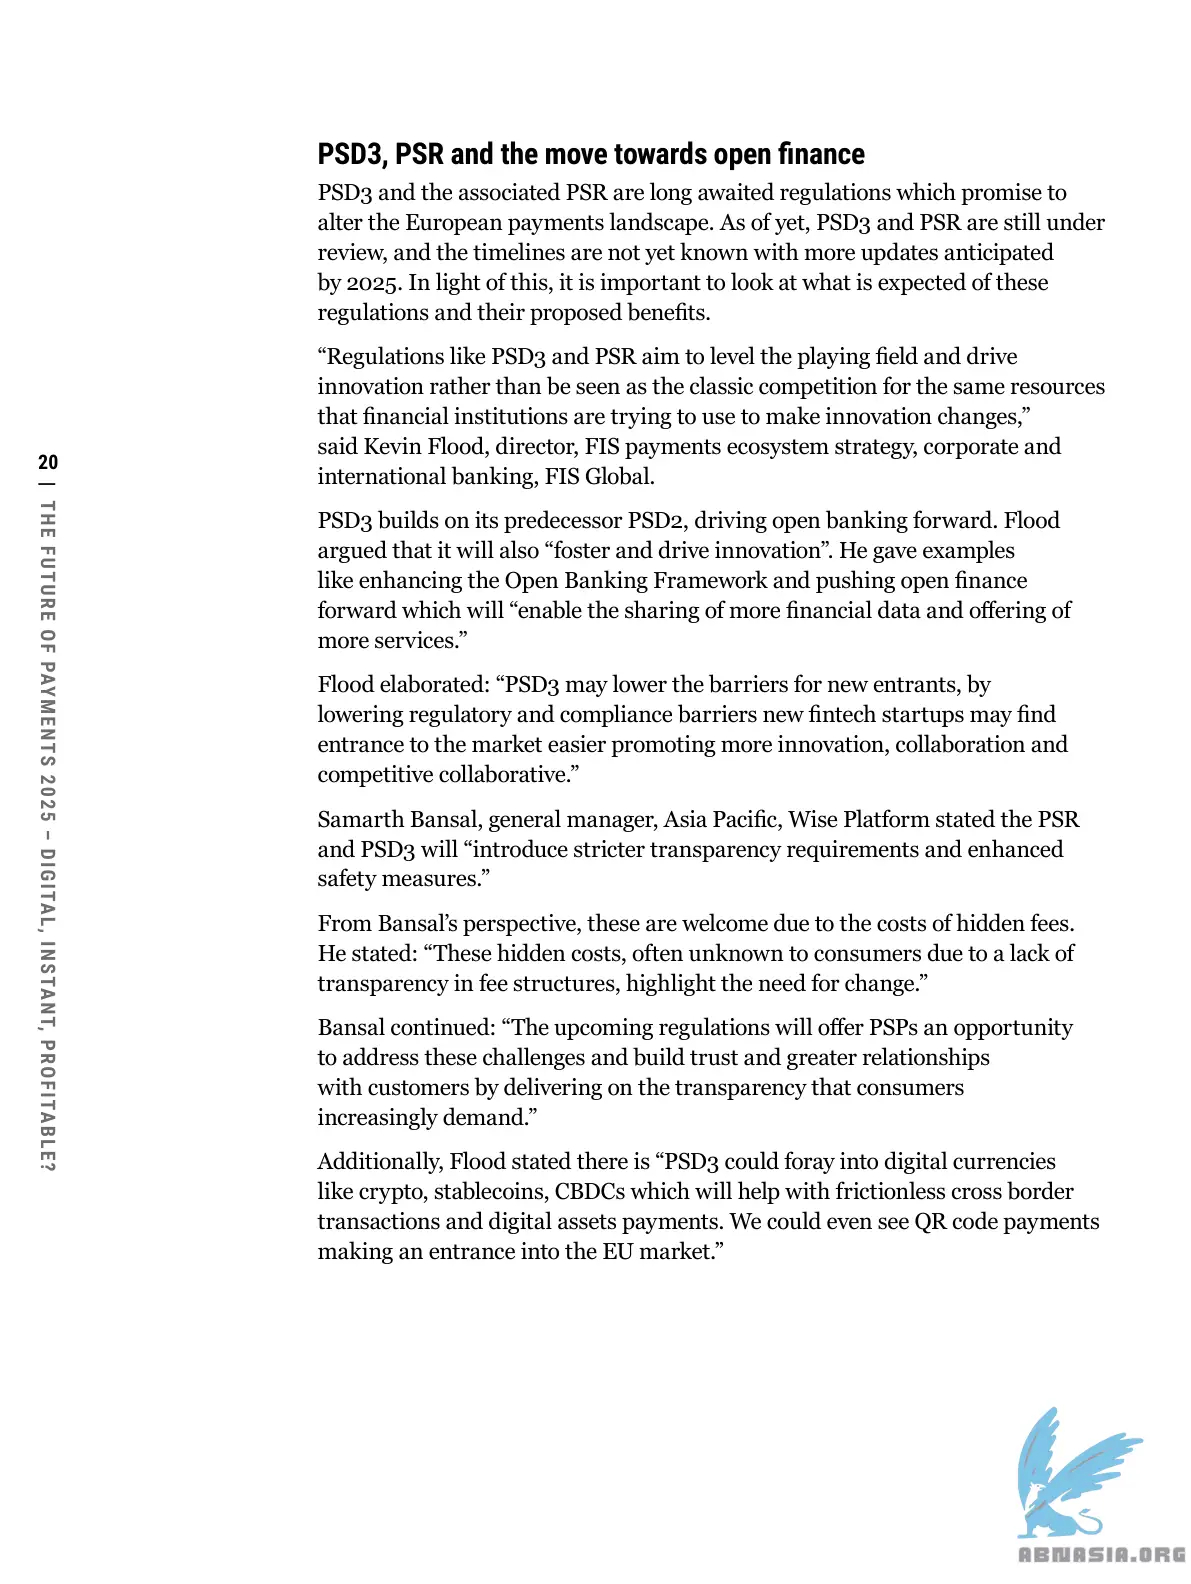 PSD3, PSR and the move towards open finance
PSD3 and the associated PSR are long awaited regulations which promise to
alter the European payments landscape. As of yet, PSD3 and PSR are still under
review, and the timelines are not yet known with more updates anticipated
by 2025. In light of this, it is important to look at what is expected of these
regulations and their proposed benefits.
“Regulations like PSD3 and PSR aim to level the playing field and drive
innovation rather than be seen as the classic competition for the same resources
that financial institutions are trying to use to make innovation changes,”
said Kevin Flood, director, FIS payments ecosystem strategy, corporate and
international banking, FIS Global.
PSD3 builds on its predecessor PSD2, driving open banking forward. Flood
argued that it will also “foster and drive innovation”. He gave examples
like enhancing the Open Banking Framework and pushing open finance
forward which will “enable the sharing of more financial data and offering of
more services.”
Flood elaborated: “PSD3 may lower the barriers for new entrants, by
lowering regulatory and compliance barriers new fintech startups may find
entrance to the market easier promoting more innovation, collaboration and
competitive collaborative.”
Samarth Bansal, general manager, Asia Pacific, Wise Platform stated the PSR
and PSD3 will “introduce stricter transparency requirements and enhanced
safety measures.”
From Bansal’s perspective, these are welcome due to the costs of hidden fees.
He stated: “These hidden costs, often unknown to consumers due to a lack of
transparency in fee structures, highlight the need for change.”
Bansal continued: “The upcoming regulations will offer PSPs an opportunity
to address these challenges and build trust and greater relationships
with customers by delivering on the transparency that consumers
increasingly demand.”
Additionally, Flood stated there is “PSD3 could foray into digital currencies
like crypto, stablecoins, CBDCs which will help with frictionless cross border
transactions and digital assets payments. We could even see QR code payments
making an entrance into the EU market.”
20
| THE FUTURE OF PAYMENTS 2025 – DIGITAL, INSTANT, PROFITABLE?
ABNASIA.ORG